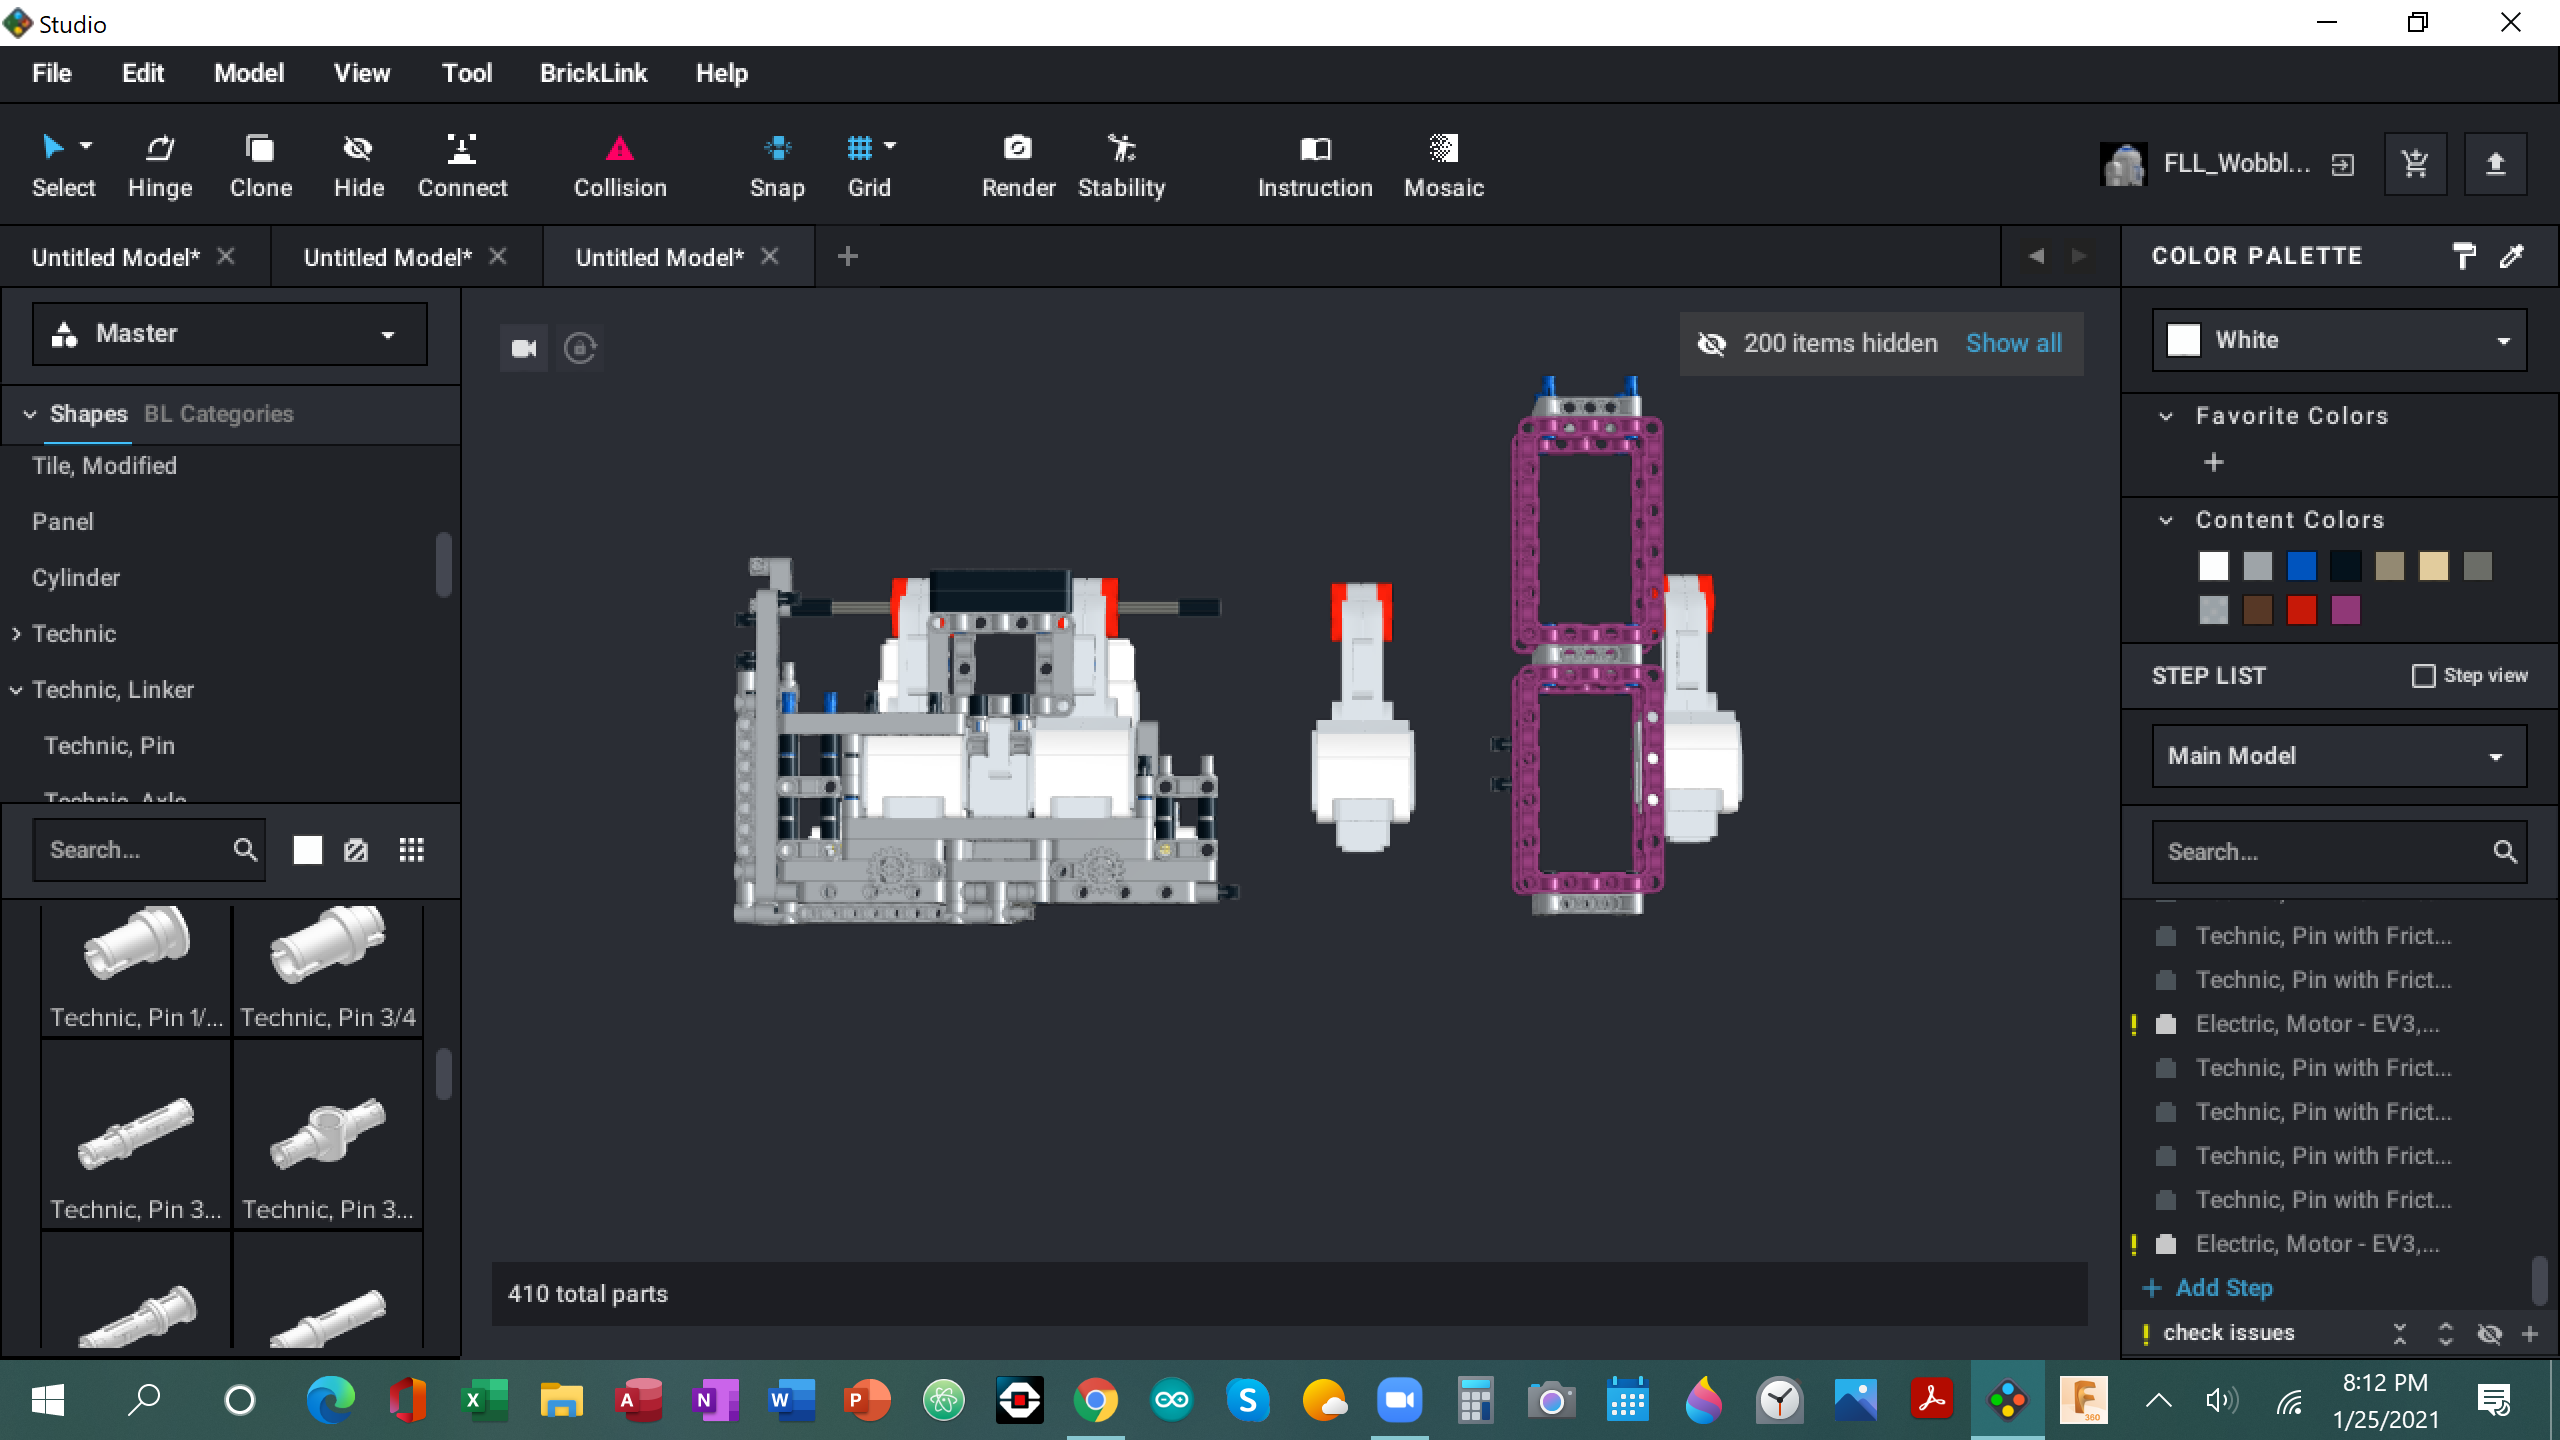 Studio
File Edit Model View Tool BrickLink Help
Select Hinge Clone Hide Connect Collision Snap Grid Render Stability Instruction Mosaic
FLL_Wobbl...
Untitled Model* Untitled Model* Untitled Model*
COLOR PALETTE
Master
200 items hidden Show all
White
Shapes BL Categories
Favorite Colors
Tile, Modified
Panel
Content Colors
Cylinder
Technic
STEP LIST
Step view
Technic, Linker
Technic, Pin
Main Model
Technic, Axle
Search...
Search...
Technic, Pin with Frict...
Technic, Pin with Frict...
Technic, Pin 1/... Technic, Pin 3/4
Electric, Motor - EV3,...
Technic, Pin with Frict...
Technic, Pin with Frict...
Technic, Pin with Frict...
Technic, Pin with Frict...
Technic, Pin 3... Technic, Pin 3...
Electric, Motor - EV3,...
Add Step
410 total parts
check issues
8:12 PM
1/25/2021